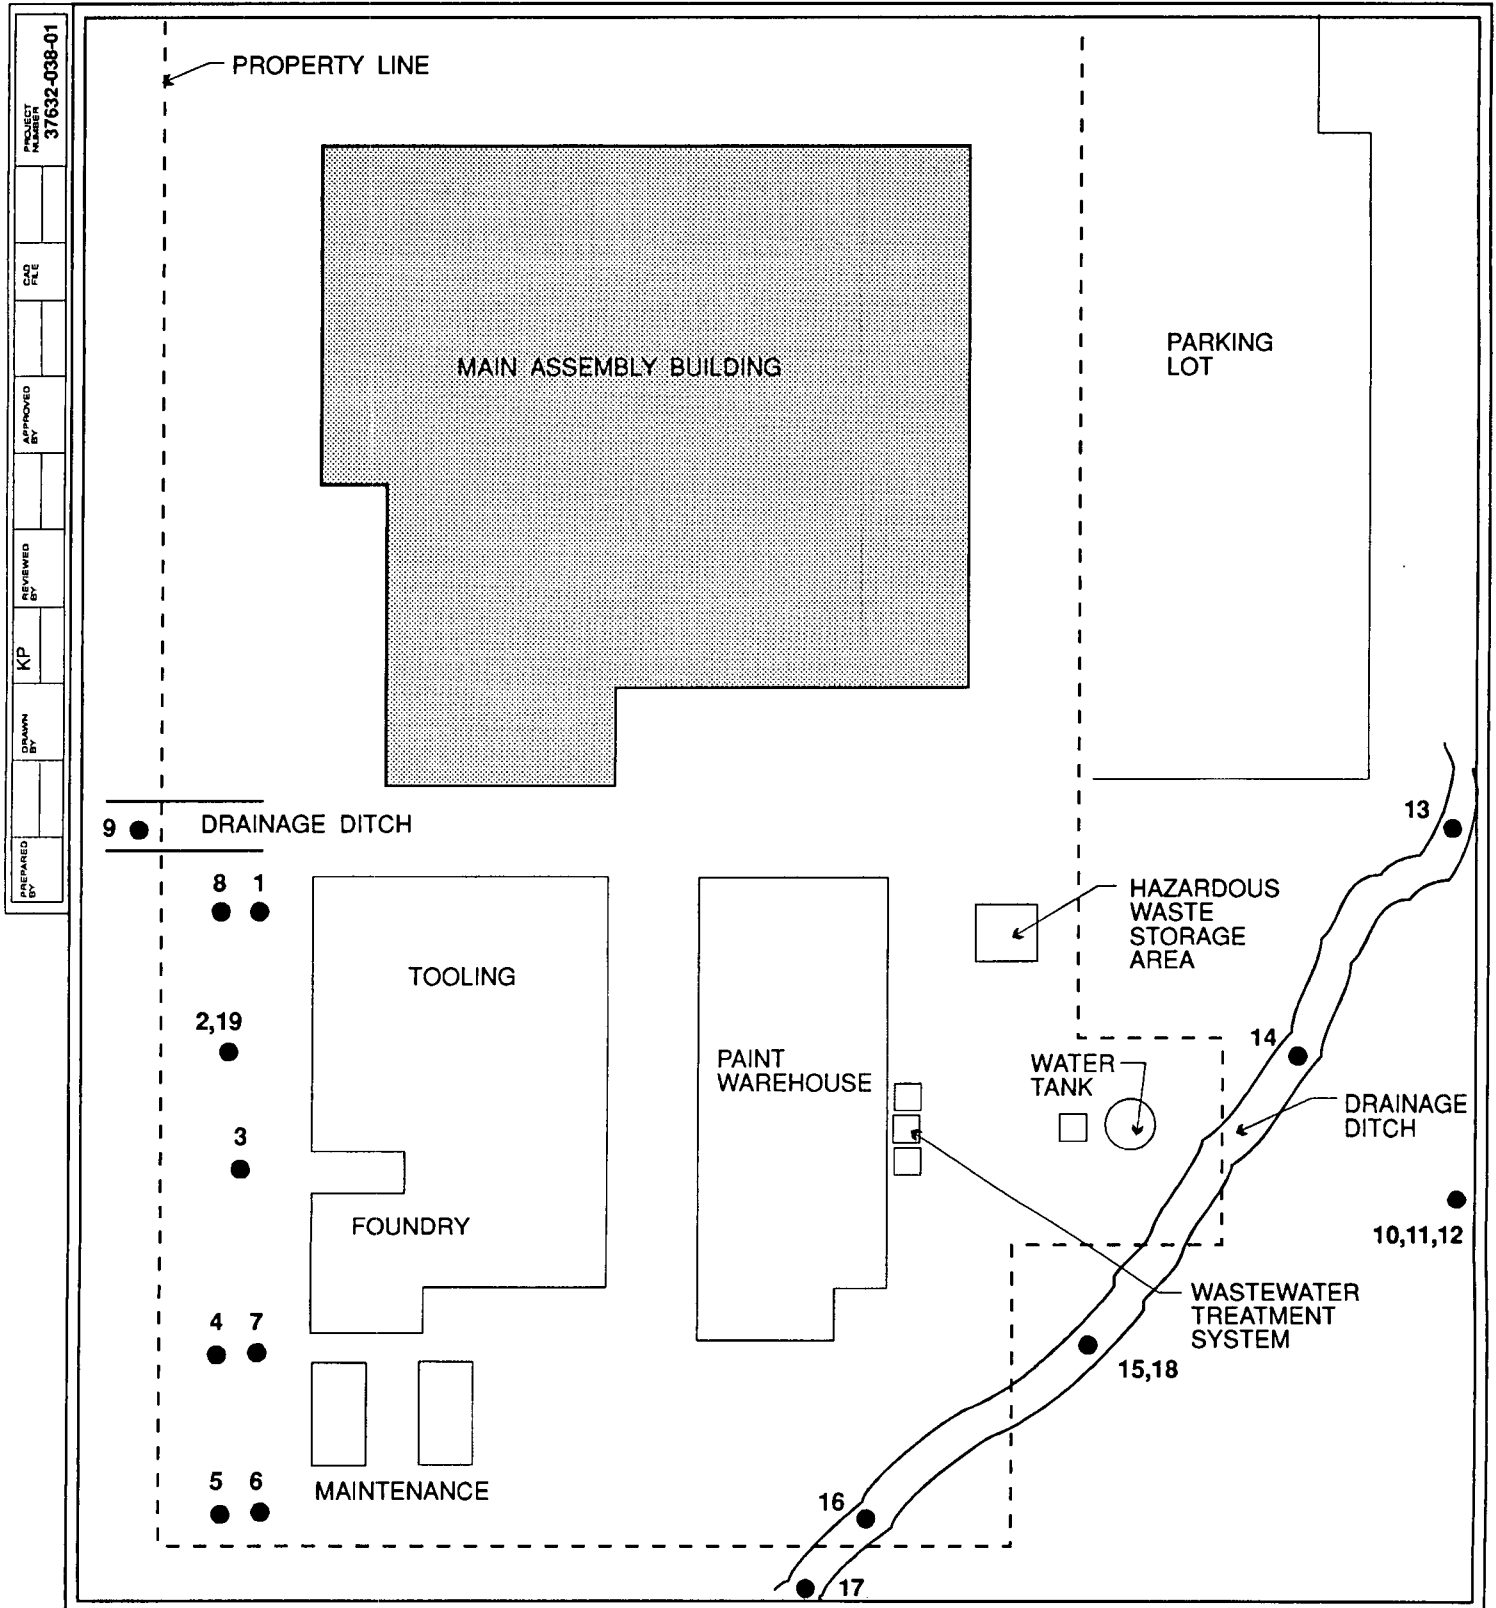 PROJECT
NUMBER
37632-038-01
CAD
FILE
APPROVED
BY
REVIEWED
BY
KP
DRAWN
BY
PREPARED
BY
PROPERTY LINE
MAIN ASSEMBLY BUILDING
PARKING
LOT
9
DRAINAGE DITCH
13
8 1
HAZARDOUS
WASTE
STORAGE
AREA
TOOLING
2,19
14
PAINT
WAREHOUSE
WATER
TANK
DRAINAGE
DITCH
3
FOUNDRY
10,11,12
WASTEWATER
TREATMENT
SYSTEM
4 7
15,18
5 6
MAINTENANCE
16
17